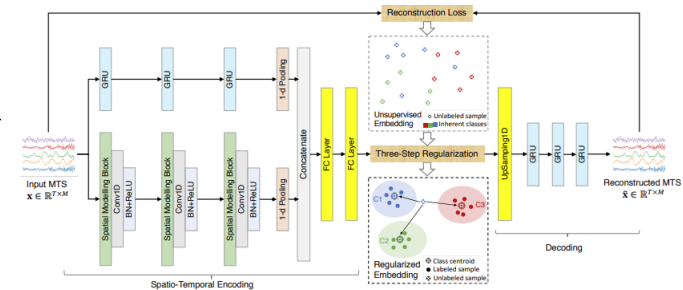 Reconstruction Loss
GRU
GRU
GRU
1-d Pooling
Spatial Modelling Block
Conv1D
BN+ReLU
Spatial Modelling Block
Conv1D
BN+ReLU
Spatial Modelling Block
Conv1D
BN+ReLU
1-d Pooling
Concatenate
FC Layer
FC Layer
Input MTS
x ∈ ℝ^{T×M}
Spatio-Temporal Encoding
Unsupervised
Embedding
Unlabeled sample
Inherent classes
Three-Step Regularization
C1
C3
C2
Regularized
Embedding
Class centroid
Labeled sample
Unlabeled sample
UpSamping1D
GRU
GRU
GRU
Reconstructed MTS
x̃ ∈ ℝ^{T×M}
Decoding